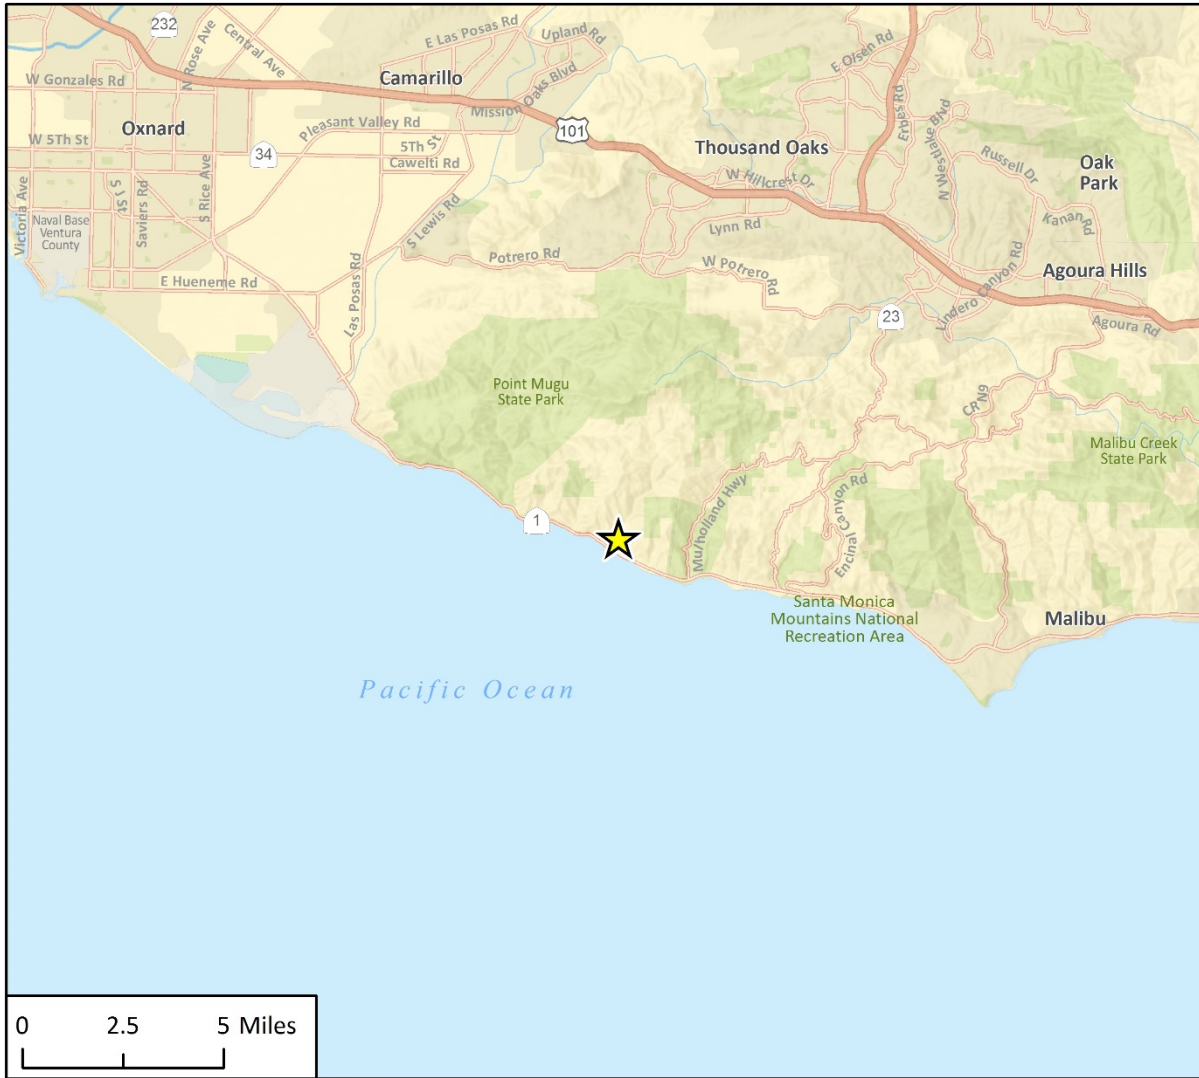 232
N Rose Ave
Central Ave
E Las Posas Rd
Upland Rd
E Olsen Rd
W Gonzales Rd
Camarillo
Mission Oaks Blvd
Erbes Rd
N Westlake Blvd
Pleasant Valley Rd
101
Oxnard
W 5Th St
34
5Th St
Cawelti Rd
Thousand Oaks
Russell Dr
Oak
Park
W Hillcrest Dr
Victoria Ave
S J St
Saviers Rd
S Rice Ave
S Lewis Rd
Naval Base
Ventura
County
Lynn Rd
Kanan Rd
Potrero Rd
W Potrero Rd
Lindero Canyon Rd
Agoura Hills
E Hueneme Rd
Las Posas Rd
23
Agoura Rd
Point Mugu
State Park
CR N9
Malibu Creek
State Park
Mulholland Hwy
Encinal Canyon Rd
1
Santa Monica
Mountains National
Recreation Area
Malibu
Pacific Ocean
0 2.5 5 Miles